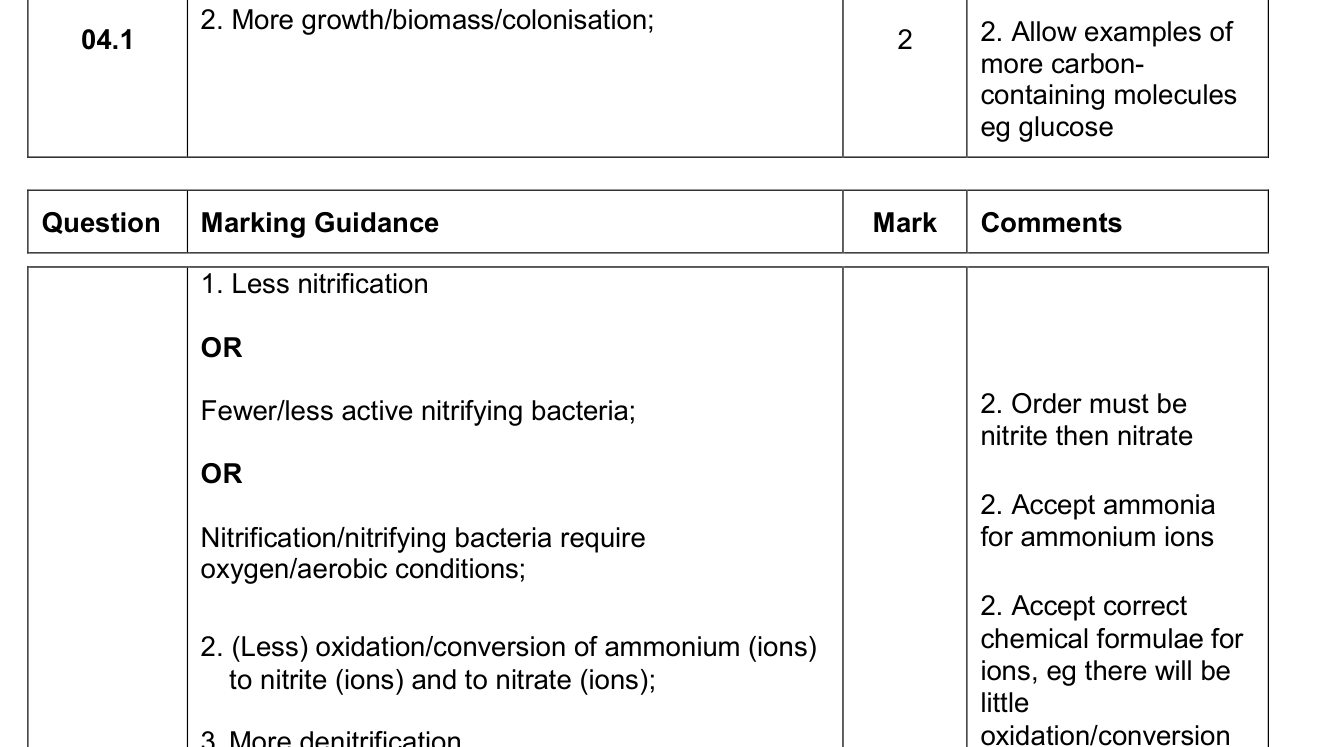 04.1
2. More growth/biomass/colonisation;
2
2. Allow examples of
more carbon-
containing molecules
eg glucose
Question
Marking Guidance
Mark
Comments
1. Less nitrification
OR
Fewer/less active nitrifying bacteria;
OR
Nitrification/nitrifying bacteria require
oxygen/aerobic conditions;
2. (Less) oxidation/conversion of ammonium (ions)
to nitrite (ions) and to nitrate (ions);
3. More denitrification
2. Order must be
nitrite then nitrate
2. Accept ammonia
for ammonium ions
2. Accept correct
chemical formulae for
ions, eg there will be
little
oxidation/conversion